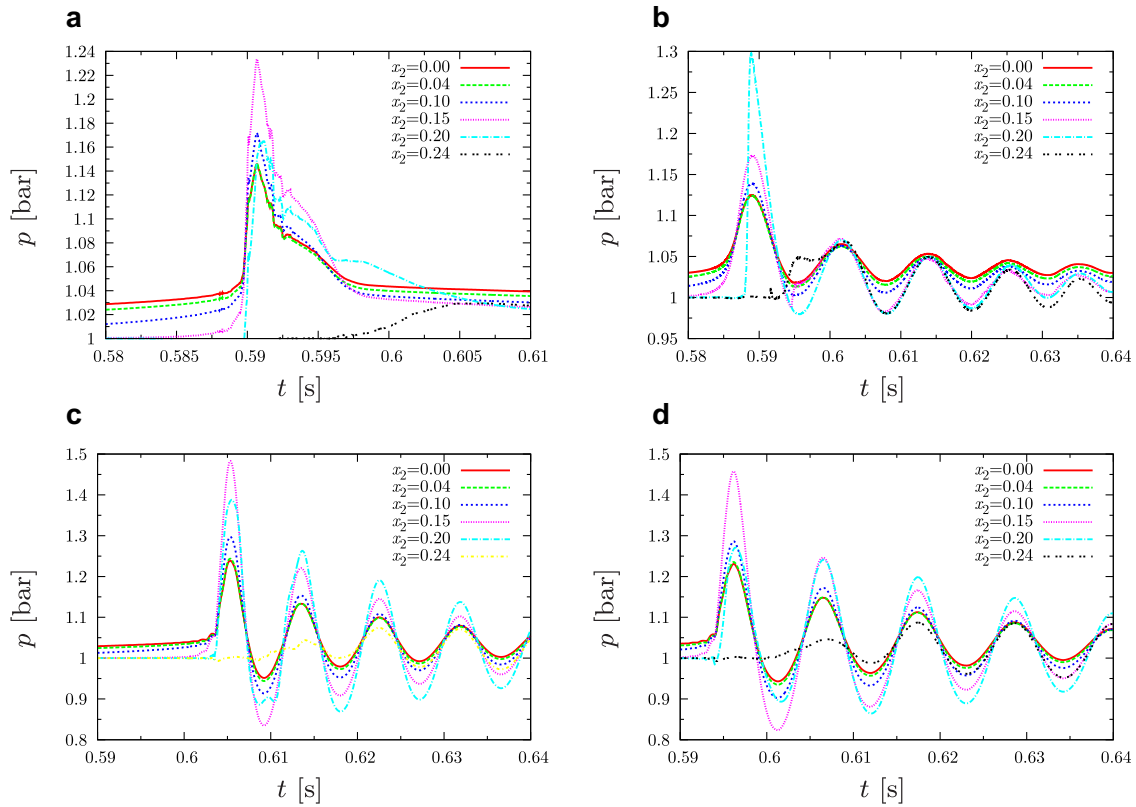 a
1.24
1.22
1.2
1.18
1.16
1.14
1.12
1.1
1.08
1.06
1.04
1.02
1
0.58
0.585
0.59
0.595
0.6
0.605
0.61
p [bar]
t [s]
x2=0.00
x2=0.04
x2=0.10
x2=0.15
x2=0.20
x2=0.24
b
1.3
1.25
1.2
1.15
1.1
1.05
1
0.95
0.58
0.59
0.6
0.61
0.62
0.63
0.64
p [bar]
t [s]
x2=0.00
x2=0.04
x2=0.10
x2=0.15
x2=0.20
x2=0.24
c
1.5
1.4
1.3
1.2
1.1
1
0.9
0.8
0.59
0.6
0.61
0.62
0.63
0.64
p [bar]
t [s]
x2=0.00
x2=0.04
x2=0.10
x2=0.15
x2=0.20
x2=0.24
d
1.5
1.4
1.3
1.2
1.1
1
0.9
0.8
0.59
0.6
0.61
0.62
0.63
0.64
p [bar]
t [s]
x2=0.00
x2=0.04
x2=0.10
x2=0.15
x2=0.20
x2=0.24